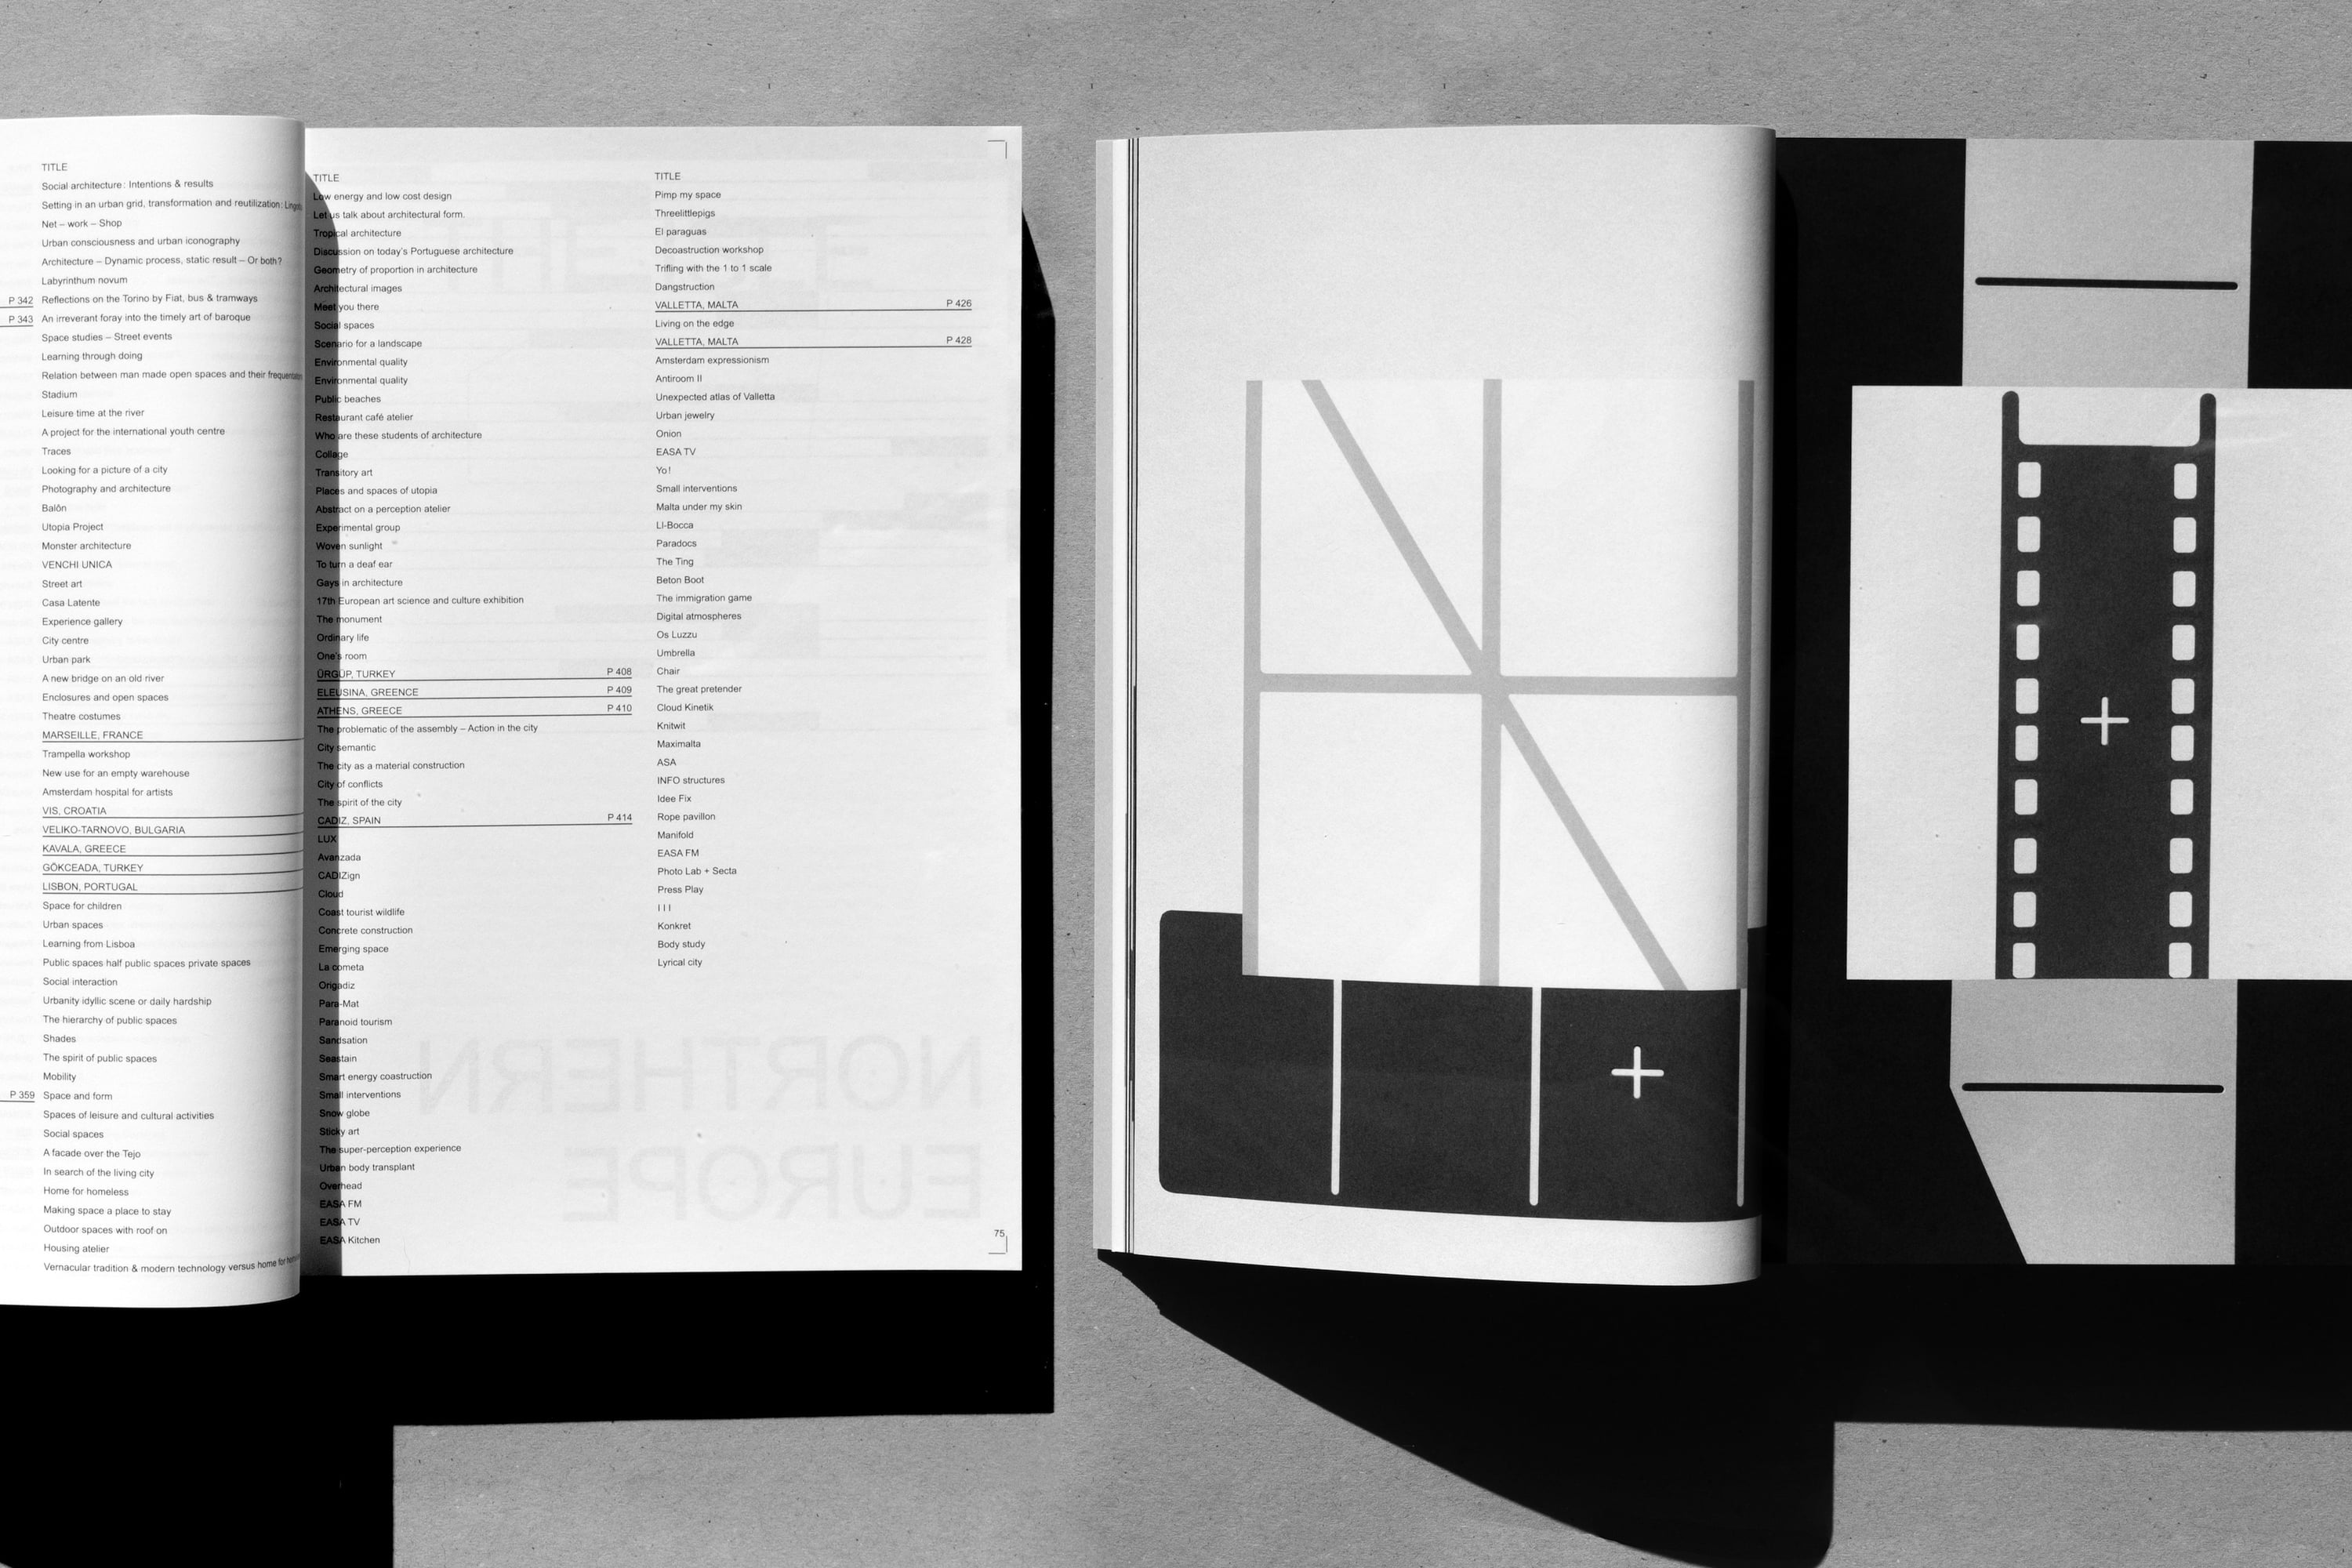 TITLE
Social architecture: Intentions & results
Setting in an urban grid, transformation and reutilization:
Net – work – Shop
Urban consciousness and urban iconography
Architecture – Dynamic process, static result – Or both?
Labyrinthum novum
P 342
Reflections on the Torino by Fiat, bus & tramways
P 343
An irreverant foray into the timely art of baroque
Space studies – Street events
Learning through doing
Relation between man made open spaces and their
Stadium
Leisure time at the river
A project for the international youth centre
Traces
Looking for a picture of a city
Photography and architecture
Balôn
Utopia Project
Monster architecture
VENCHI UNICA
Street art
Casa Latente
Experience gallery
City centre
Urban park
A new bridge on an old river
Enclosures and open spaces
Theatre costumes
MARSEILLE, FRANCE
Trampella workshop
New use for an empty warehouse
Amsterdam hospital for artists
VIS, CROATIA
VELIKO-TARNOVO, BULGARIA
KAVALA, GREECE
GÖKCEADA, TURKEY
LISBON, PORTUGAL
Space for children
Urban spaces
Learning from Lisboa
Public spaces half public spaces private spaces
Social interaction
Urbanity idyllic scene or daily hardship
The hierarchy of public spaces
Shades
The spirit of public spaces
Mobility
P 359
Space and form
Spaces of leisure and cultural activities
Social spaces
A facade over the Tejo
In search of the living city
Home for homeless
Making space a place to stay
Outdoor spaces with roof on
Housing atelier
Vernacular tradition & modern technology versus home for
TITLE
Low energy and low cost design
Let us talk about architectural form.
Tropical architecture
Discussion on today's Portuguese architecture
Geometry of proportion in architecture
Architectural images
Meet you there
Social spaces
Scenario for a landscape
Environmental quality
Environmental quality
Public beaches
Restaurant café atelier
Who are these students of architecture
Collage
Transitory art
Places and spaces of utopia
Abstract on a perception atelier
Experimental group
Woven sunlight
To turn a deaf ear
Gays in architecture
17th European art science and culture exhibition
The monument
Ordinary life
One's room
ÜRGÜP, TURKEY P 408
ELEUSINA, GREENCE P 409
ATHENS, GREECE P 410
The problematic of the assembly – Action in the city
City semantic
The city as a material construction
City of conflicts
The spirit of the city
CADIZ, SPAIN P 414
LUX
Avanzada
CADIZign
Cloud
Coast tourist wildlife
Concrete construction
Emerging space
La cometa
Origadiz
Para-Mat
Paranoid tourism
Sandsation
Seastain
Smart energy coastruction
Small interventions
Snow globe
Sticky art
The super-perception experience
Urban body transplant
Overhead
EASA FM
EASA TV
EASA Kitchen
TITLE
Pimp my space
Threelittlepigs
El paraguas
Decoastruction workshop
Trifling with the 1 to 1 scale
Dangstruction
VALLETTA, MALTA P 426
Living on the edge
VALLETTA, MALTA P 428
Amsterdam expressionism
Antiroom II
Unexpected atlas of Valletta
Urban jewelry
Onion
EASA TV
Yo!
Small interventions
Malta under my skin
LI-Bocca
Paradocs
The Ting
Beton Boot
The immigration game
Digital atmospheres
Os Luzzu
Umbrella
Chair
The great pretender
Cloud Kinetik
Knitwit
Maximalta
ASA
INFO structures
Idee Fix
Rope pavillon
Manifold
EASA FM
Photo Lab + Secta
Press Play
I I I
Konkret
Body study
Lyrical city
NORTHERN
EUROPE
75